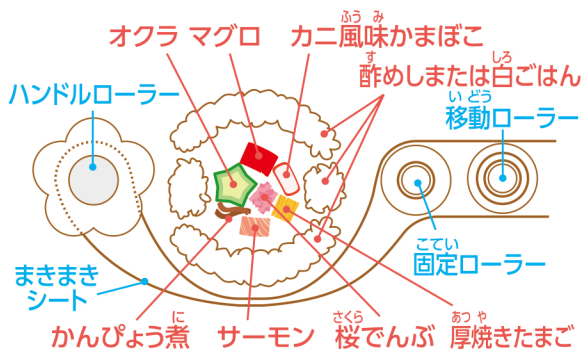 オクラ マグロ カニ風味かまぼこ
酢めしまたは白ごはん
ハンドルローラー
移動ローラー
固定ローラー
まきまき
シート
かんぴょう煮 サーモン 桜でんぶ 厚焼きたまご
ふう み
す
しろ
い どう
こてい
に
さくら
あつ や